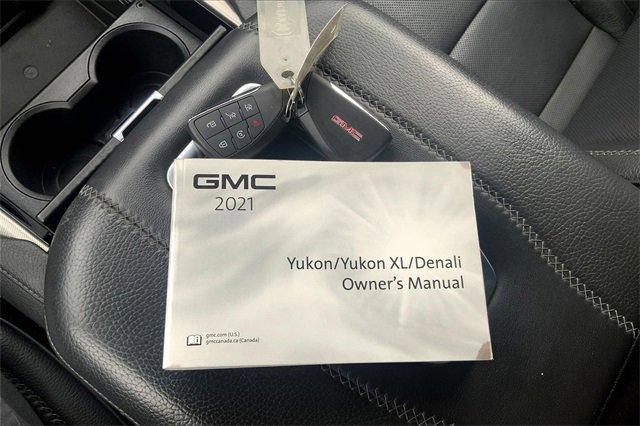 GMC
GMC
2021
Yukon/Yukon XL/Denali
Owner's Manual
gmc.com (U.S.)
gmccanada.ca (Canada)